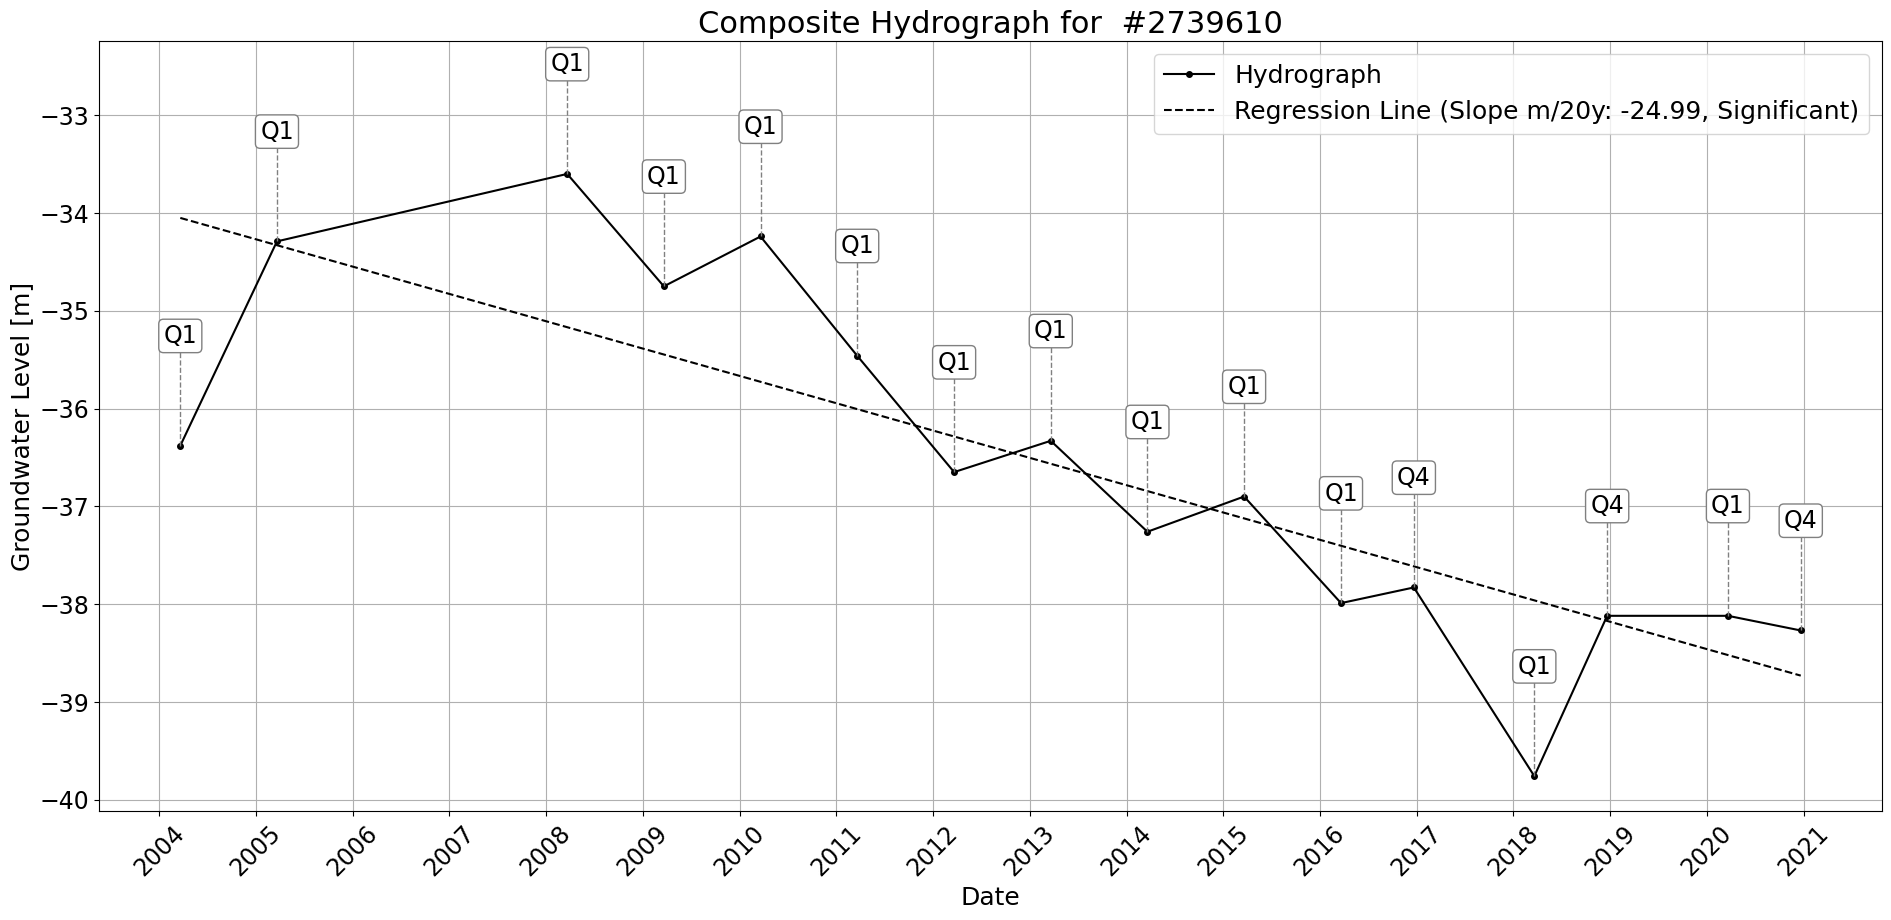 Composite Hydrograph for  #2739610
Hydrograph
Regression Line (Slope m/20y: -24.99, Significant)
Groundwater Level [m]
−33
−34
−35
−36
−37
−38
−39
−40
Q1
Q1
Q1
Q1
Q1
Q1
Q1
Q1
Q1
Q1
Q1
Q4
Q1
Q4
Q1
Q4
2004
2005
2006
2007
2008
2009
2010
2011
2012
2013
2014
2015
2016
2017
2018
2019
2020
2021
Date